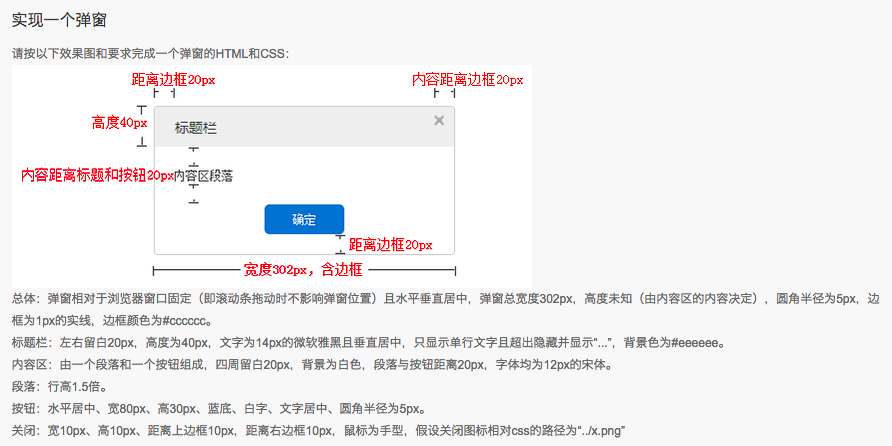 实现一个弹窗
请按以下效果图和要求完成一个弹窗的HTML和CSS：
距离边框20px
内容距离边框20px
高度40px
标题栏
×
内容距离标题和按钮20px
内容区段落
确定
距离边框20px
宽度302px，含边框
总体：弹窗相对于浏览器窗口固定（即滚动条拖动时不影响弹窗位置）且水平垂直居中，弹窗总宽度302px，高度未知（由内容区的内容决定），圆角半径为5px，边
框为1px的实线，边框颜色为#cccccc。
标题栏：左右留白20px，高度为40px，文字为14px的微软雅黑且垂直居中，只显示单行文字且超出隐藏并显示“...”，背景色为#eeeeee。
内容区：由一个段落和一个按钮组成，四周留白20px，背景为白色，段落与按钮距离20px，字体均为12px的宋体。
段落：行高1.5倍。
按钮：水平居中、宽80px、高30px、蓝底、白字、文字居中、圆角半径为5px。
关闭：宽10px、高10px、距离上边框10px，距离右边框10px，鼠标为手型，假设关闭图标相对css的路径为“../x.png”